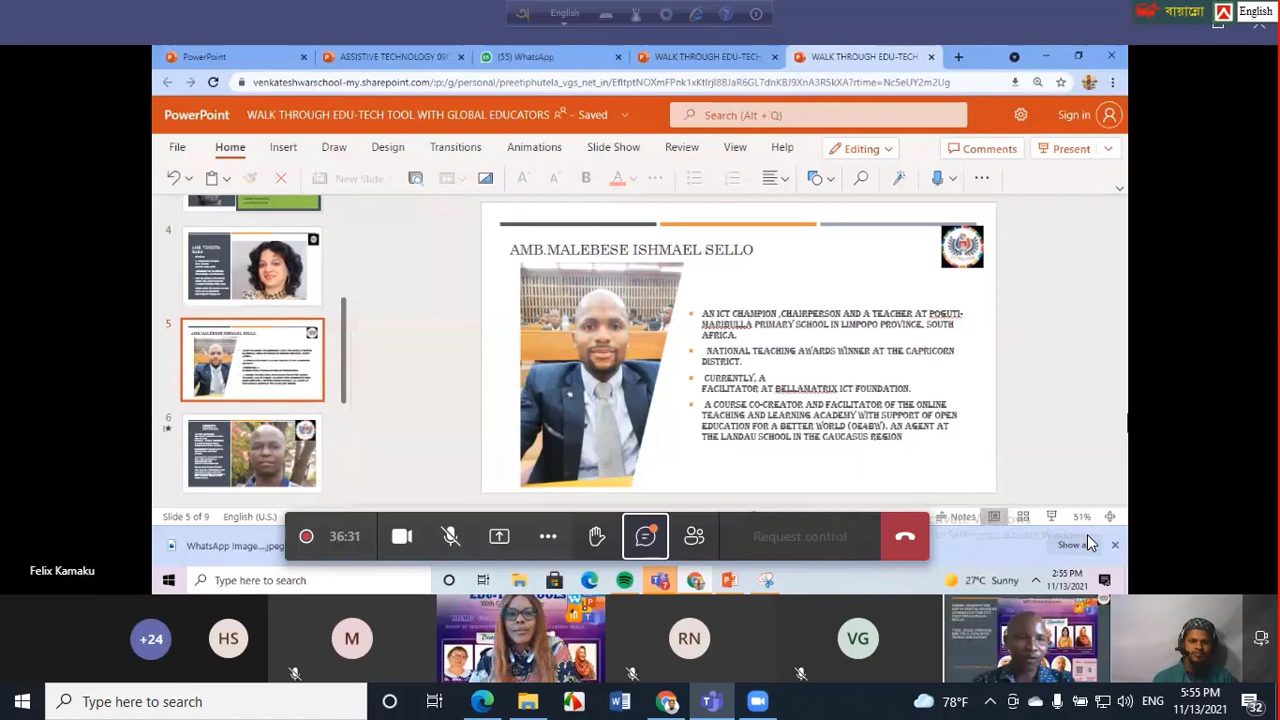 English
বায়ান্নো
English
PowerPoint
ASSISTIVE TECHNOLOGY 090
(55) WhatsApp
WALK THROUGH EDU-TECH
WALK THROUGH EDU-TECH
PowerPoint
WALK THROUGH EDU-TECH TOOL WITH GLOBAL EDUCATORS
- Saved
Search (Alt + Q)
Sign in
File
Home
Insert
Draw
Design
Transitions
Animations
Slide Show
Review
View
Help
Editing
Comments
Present
New Slide
4
5
6
AMB.MALEBESE ISHMAEL SELLO
AN ICT CHAMPION ,CHAIRPERSON AND A TEACHER AT POGUTI-
MARIBULLA PRIMARY SCHOOL IN LIMPOPO PROVINCE, SOUTH
AFRICA.
NATIONAL TEACHING AWARDS WINNER AT THE CAPRICORN
DISTRICT.
CURRENTLY, A
FACILITATOR AT BELLAMATRIX ICT FOUNDATION.
A COURSE CO-CREATOR AND FACILITATOR OF THE ONLINE
TEACHING AND LEARNING ACADEMY WITH SUPPORT OF OPEN
EDUCATION FOR A BETTER WORLD (OE4BW). AN AGENT AT
THE LANDAU SCHOOL IN THE CAUCASUS REGION
Slide 5 of 9
English (U.S.)
Notes
51%
36:31
Request control
WhatsApp Image....jpeg
Show a
Felix Kamaku
Type here to search
27°C Sunny
2:55 PM
11/13/2021
+24
HS
M
RN
VG
Type here to search
78°F
ENG
5:55 PM
11/13/2021
32